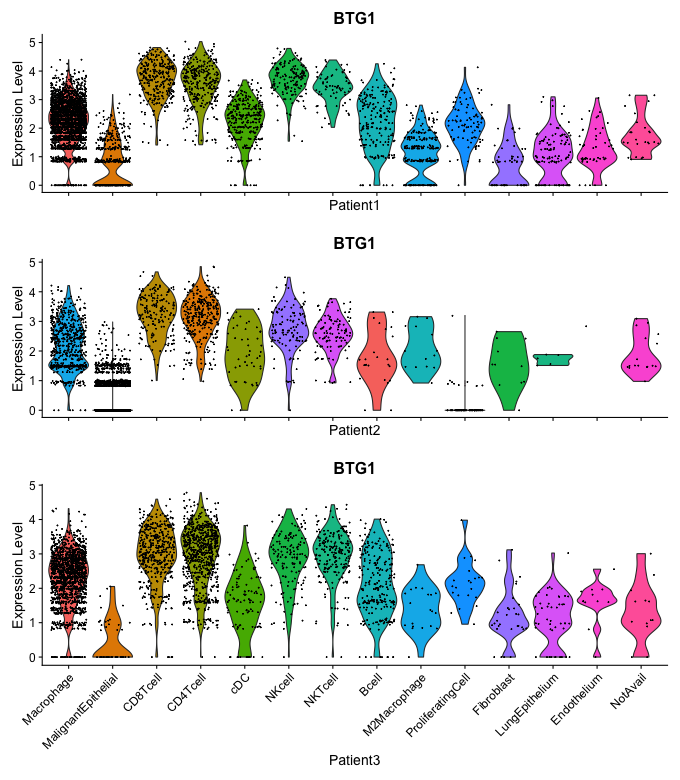 BTG1
Expression Level
5
4
3
2
1
0
Patient1
BTG1
Expression Level
5
4
3
2
1
0
Patient2
BTG1
Expression Level
5
4
3
2
1
0
Macrophage
MalignantEpithelial
CD8Tcell
CD4Tcell
cDC
NKcell
NKTcell
Bcell
M2Macrophage
ProliferatingCell
Fibroblast
LungEpithelium
Endothelium
NotAvail
Patient3